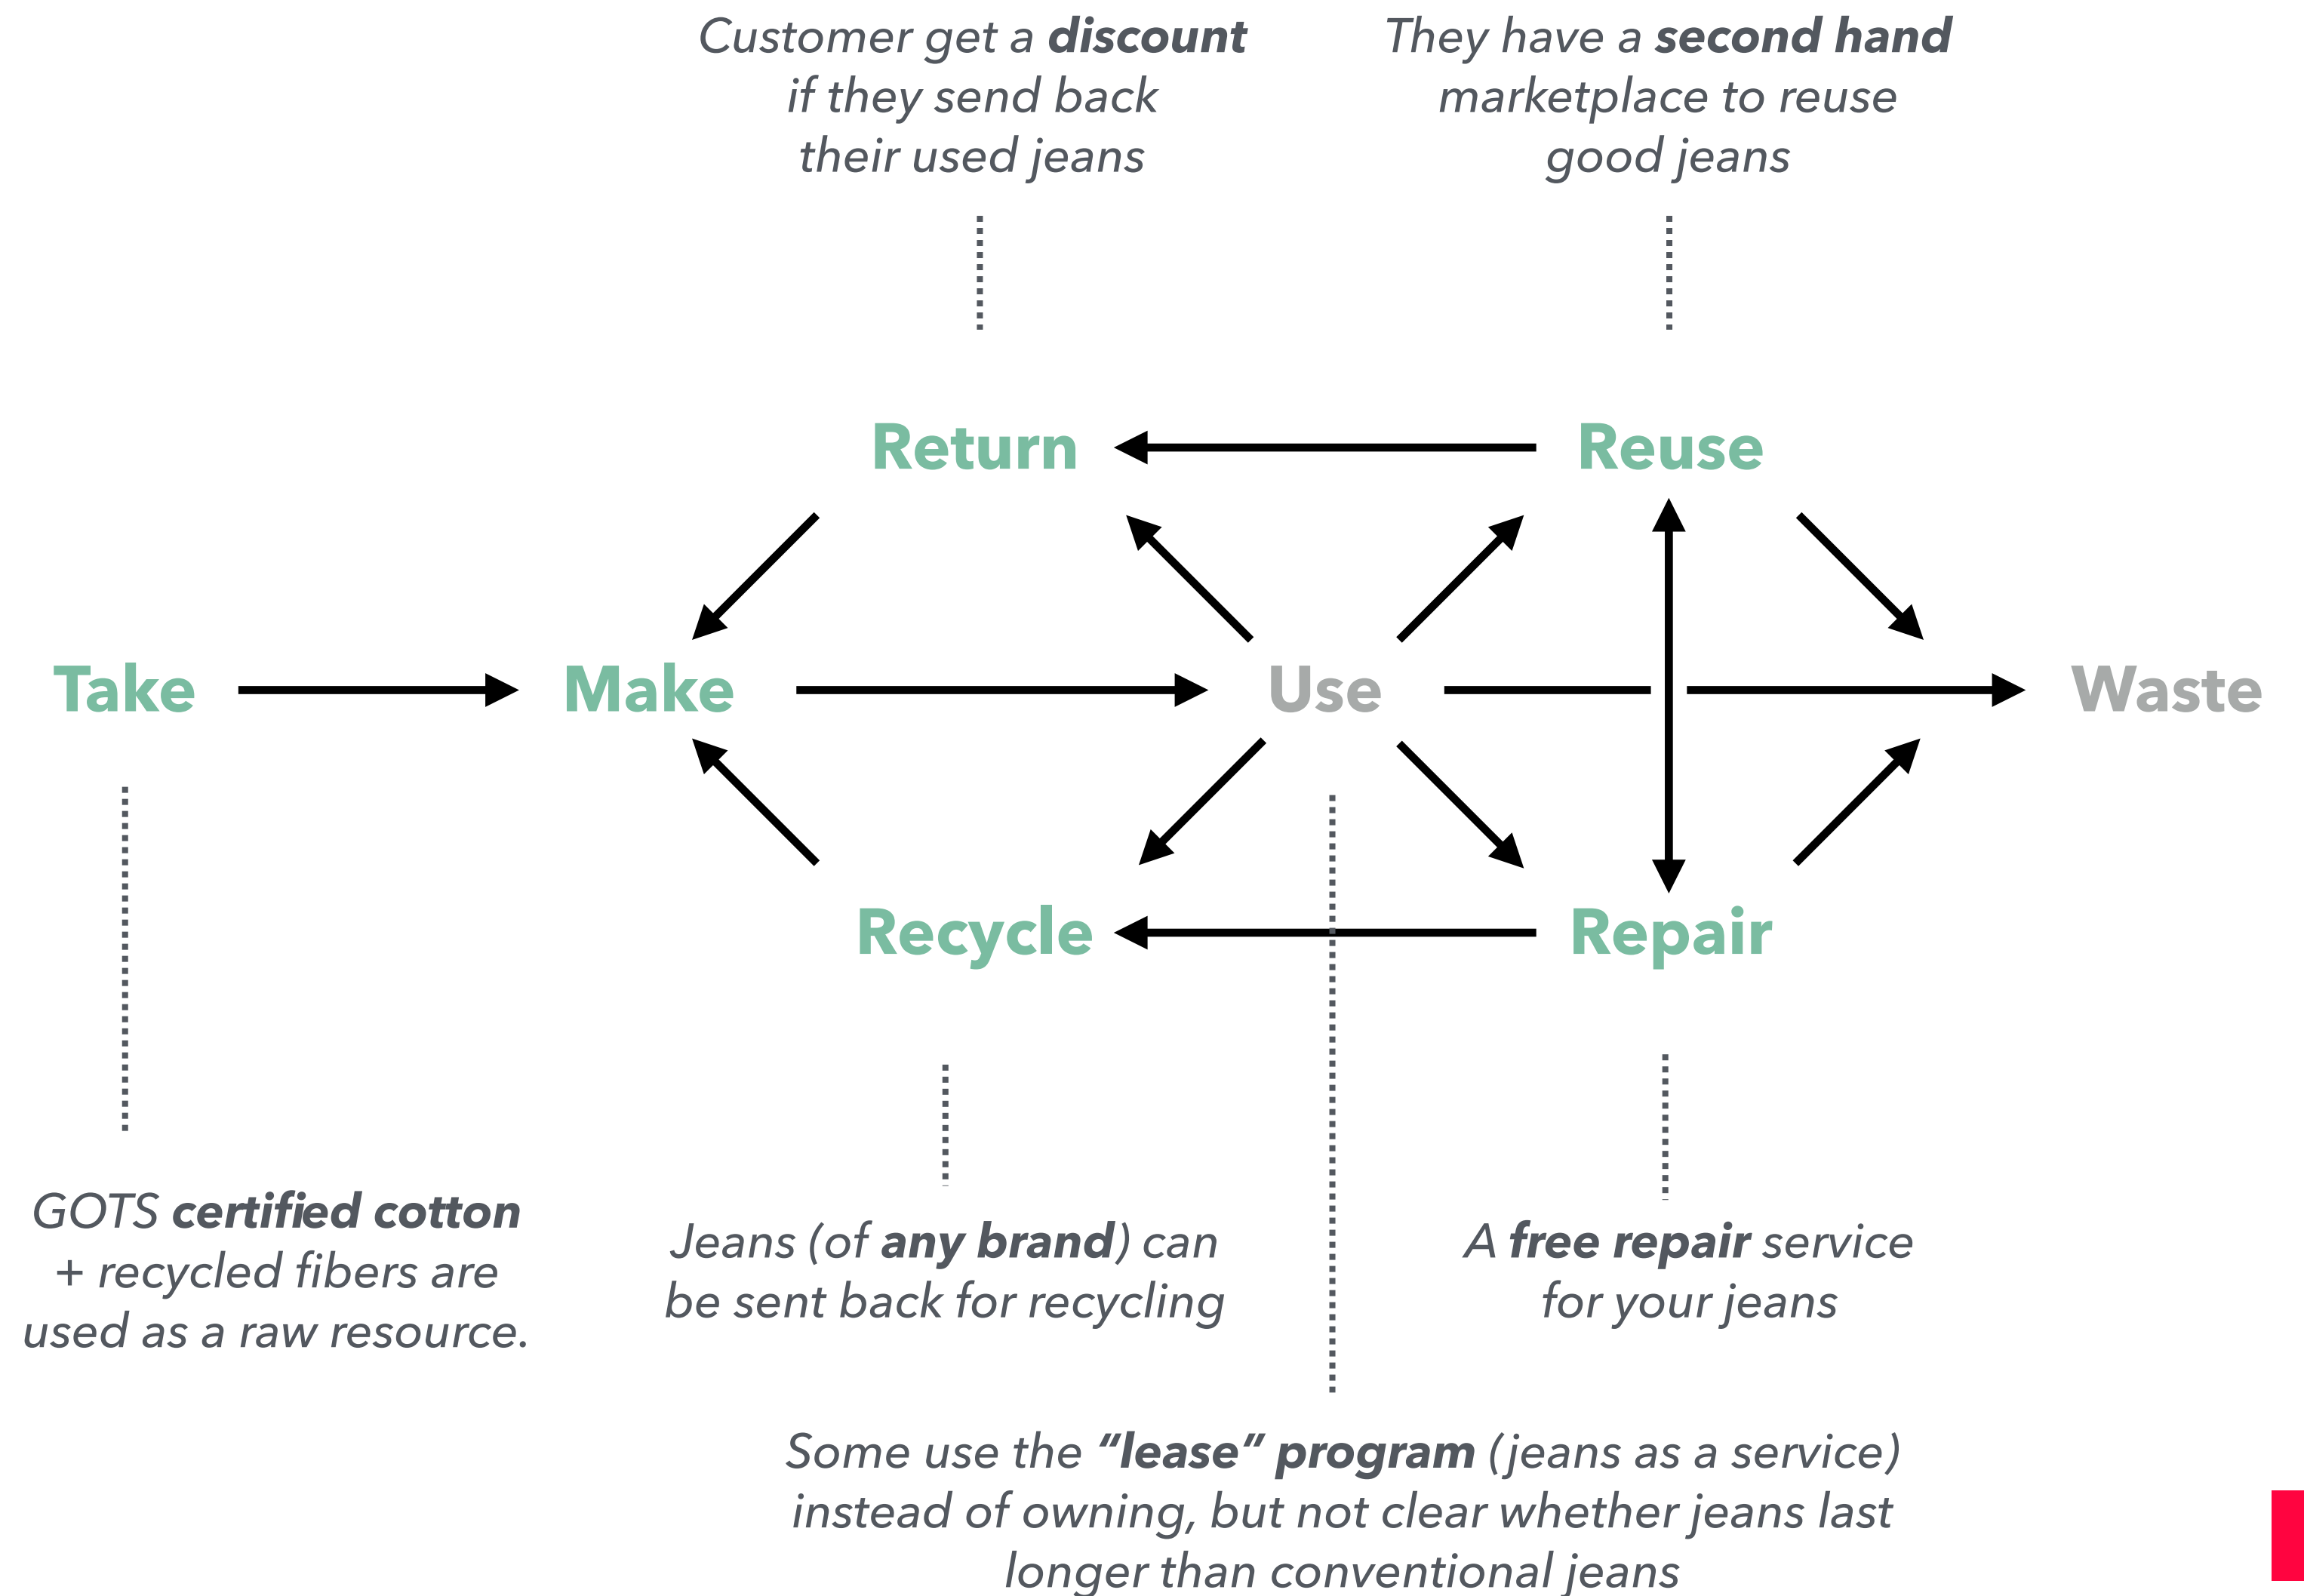 Customer get a discount
if they send back
their used jeans
They have a second hand
marketplace to reuse
good jeans
Return
Reuse
Take
Make
Use
Waste
Recycle
Repair
GOTS certified cotton
+ recycled fibers are
used as a raw resource.
Jeans (of any brand) can
be sent back for recycling
A free repair service
for your jeans
Some use the “lease” program (jeans as a service)
instead of owning, but not clear whether jeans last
longer than conventional jeans